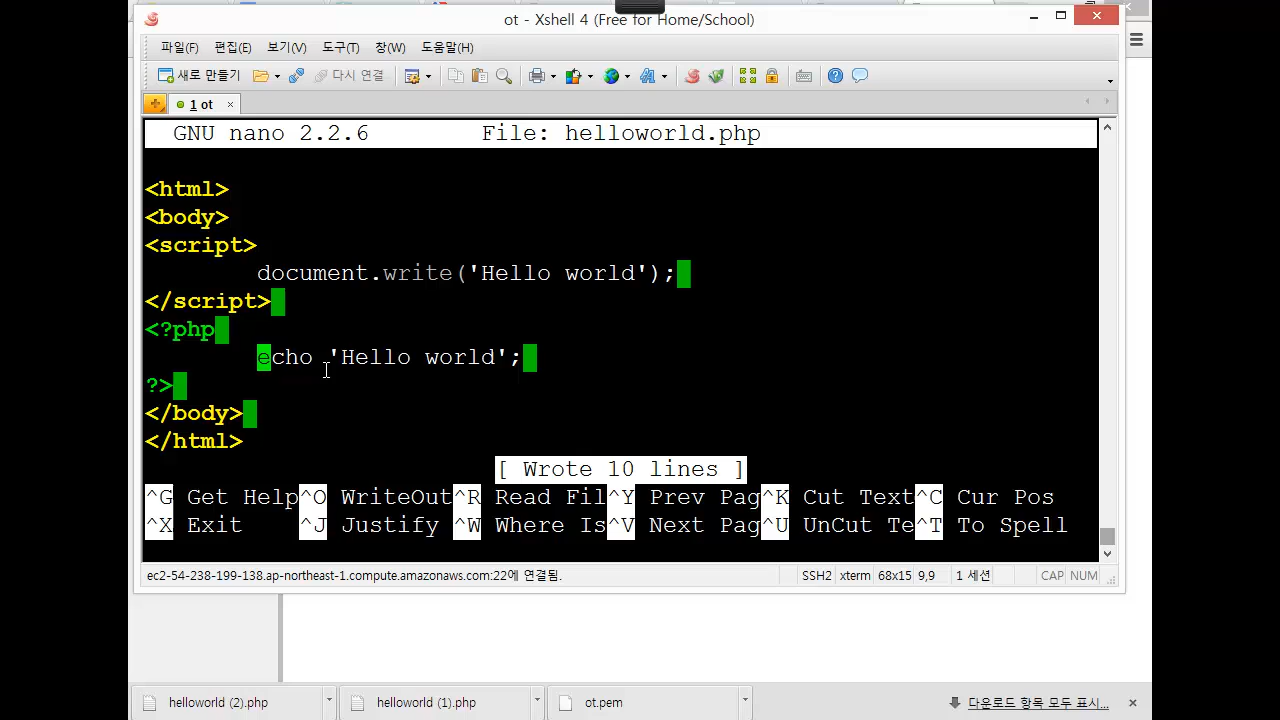 ot - Xshell 4 (Free for Home/School)
파일(F) 편집(E) 보기(V) 도구(T) 창(W) 도움말(H)
새로 만들기 다시 연결
1 ot
GNU nano 2.2.6 File: helloworld.php
<html>
<body>
<script>
document.write('Hello world');
</script>
<?php
echo 'Hello world';
?>
</body>
</html>
[ Wrote 10 lines ]
^G Get Help^O WriteOut^R Read Fil^Y Prev Pag^K Cut Text^C Cur Pos
^X Exit ^J Justify ^W Where Is^V Next Pag^U UnCut Te^T To Spell
ec2-54-238-199-138.ap-northeast-1.compute.amazonaws.com:22에 연결됨. SSH2 xterm 68x15 9,9 1 세션 CAP NUM
helloworld (2).php helloworld (1).php ot.pem 다운로드 항목 모두 표시...